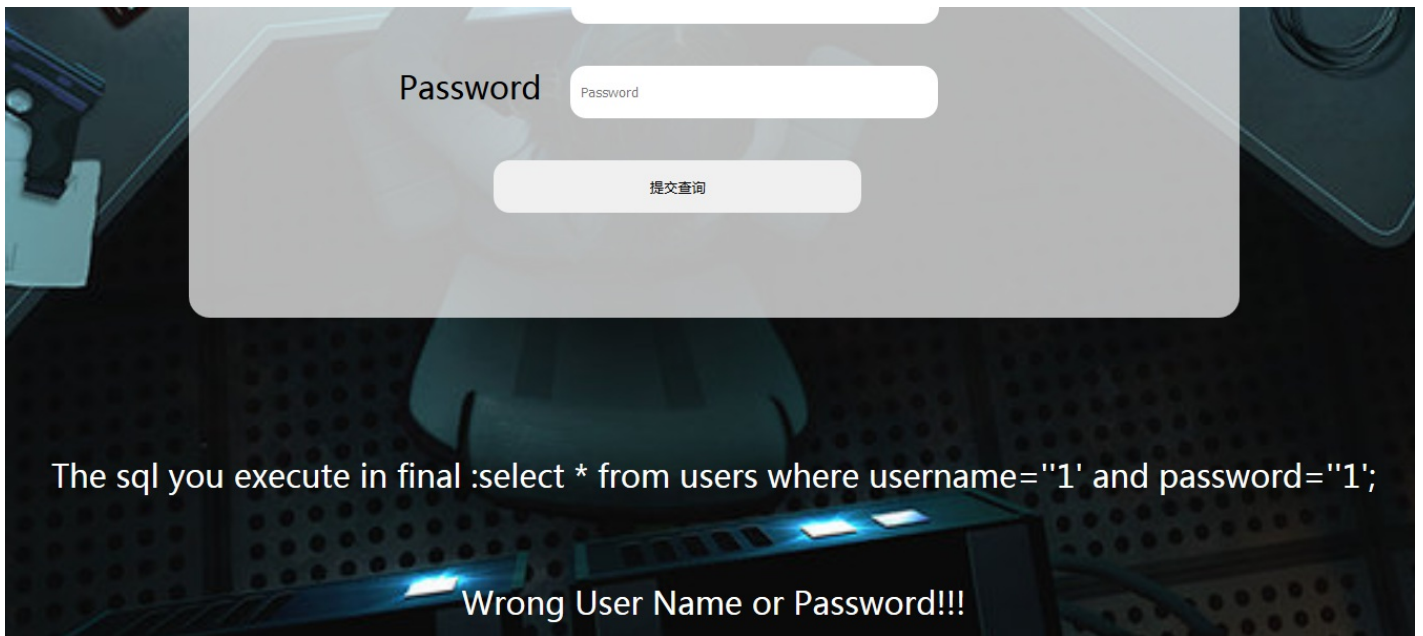 Password
Password
提交查询
The sql you execute in final :select * from users where username=''1' and password=''1';
Wrong User Name or Password!!!